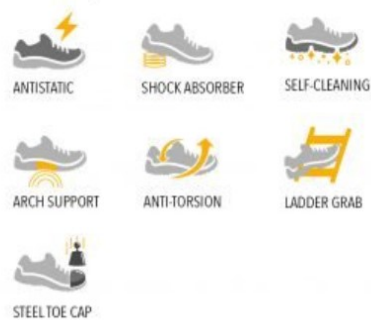 ANTISTATIC
SHOCK ABSORBER
SELF-CLEANING
ARCH SUPPORT
ANTI-TORSION
LADDER GRAB
STEEL TOE CAP